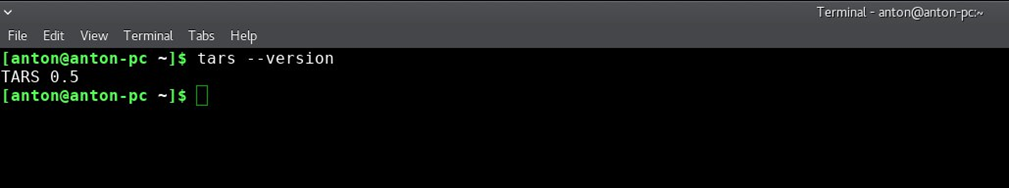 Terminal - anton@anton-pc:~
File Edit View Terminal Tabs Help
[anton@anton-pc ~]$ tars --version
TARS 0.5
[anton@anton-pc ~]$